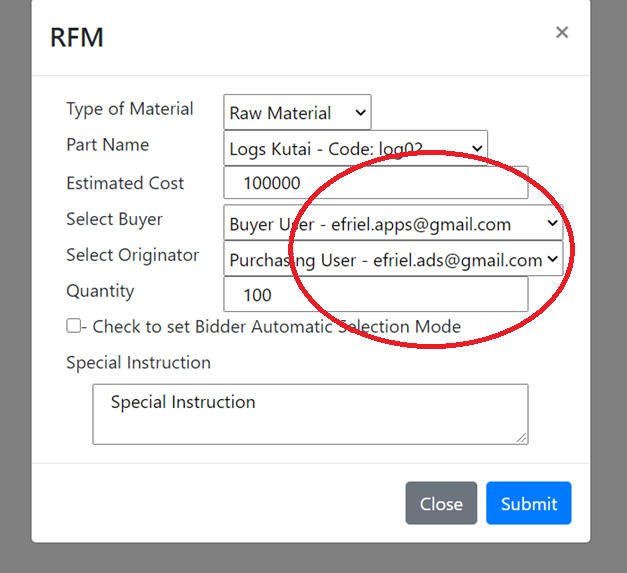 RFM ×
Type of Material Raw Material
Part Name Logs Kutai - Code: log02
Estimated Cost 100000
Select Buyer Buyer User - efriel.apps@gmail.com
Select Originator Purchasing User - efriel.ads@gmail.com
Quantity 100
- Check to set Bidder Automatic Selection Mode
Special Instruction
Special Instruction
Close Submit